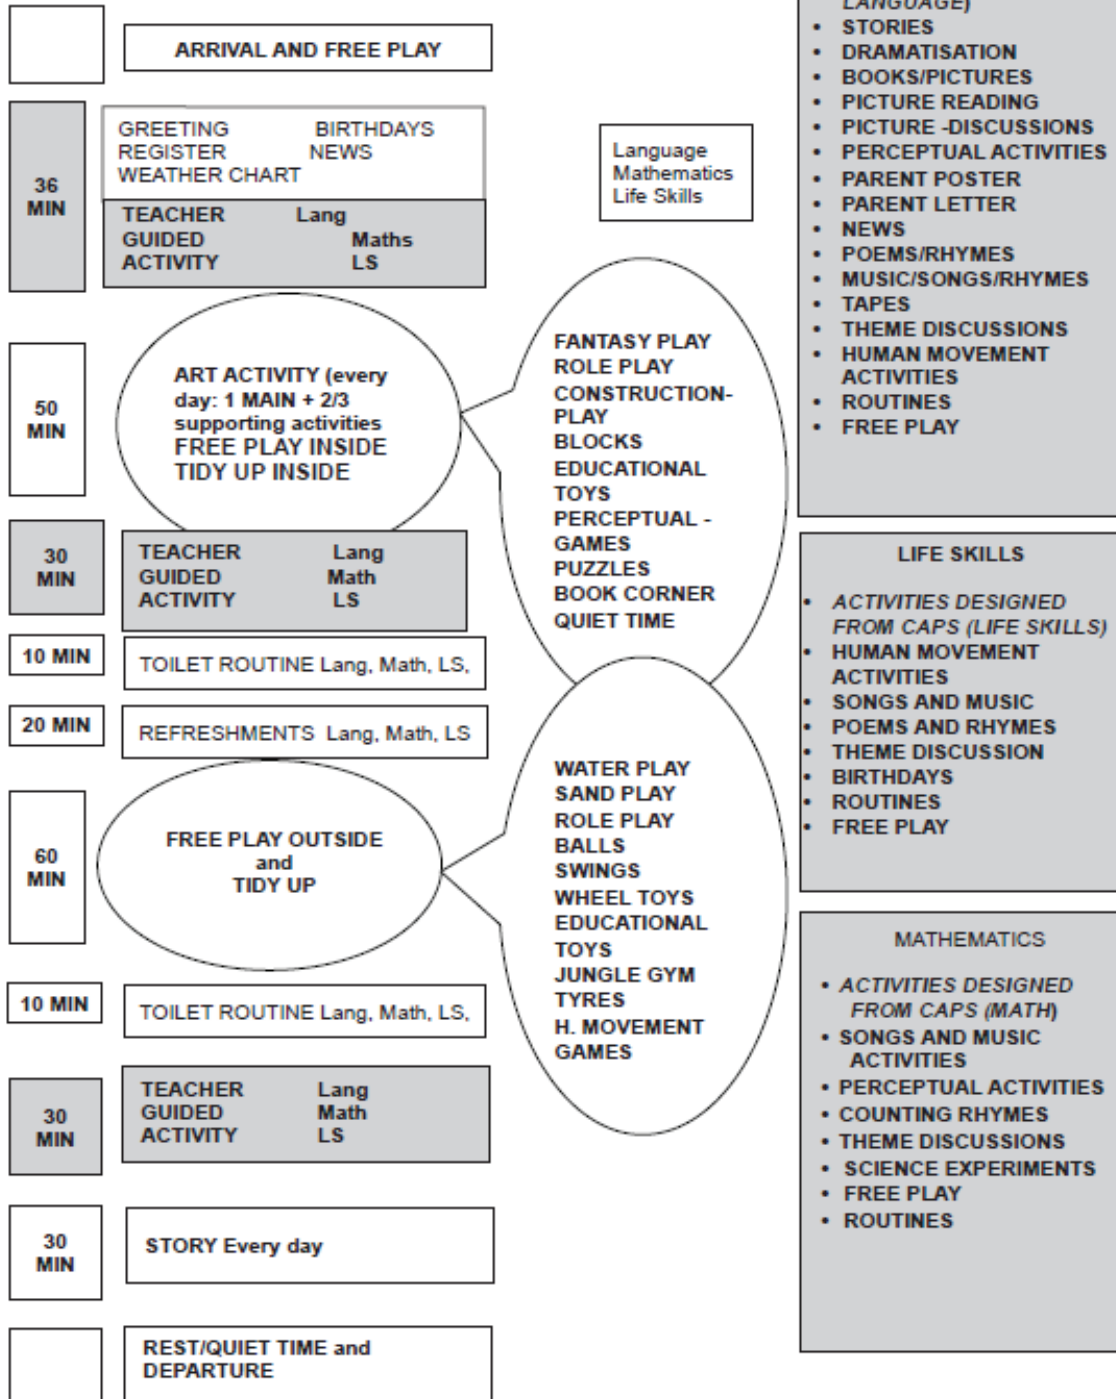 ARRIVAL AND FREE PLAY
36
MIN
GREETING BIRTHDAYS
REGISTER NEWS
WEATHER CHART
TEACHER Lang
GUIDED Maths
ACTIVITY LS
50
MIN
ART ACTIVITY (every
day: 1 MAIN + 2/3
supporting activities
FREE PLAY INSIDE
TIDY UP INSIDE
30
MIN
TEACHER Lang
GUIDED Math
ACTIVITY LS
10 MIN
TOILET ROUTINE Lang, Math, LS,
20 MIN
REFRESHMENTS Lang, Math, LS
60
MIN
FREE PLAY OUTSIDE
and
TIDY UP
10 MIN
TOILET ROUTINE Lang, Math, LS,
30
MIN
TEACHER Lang
GUIDED Math
ACTIVITY LS
30
MIN
STORY Every day
REST/QUIET TIME and
DEPARTURE
Language
Mathematics
Life Skills
FANTASY PLAY
ROLE PLAY
CONSTRUCTION-
PLAY
BLOCKS
EDUCATIONAL
TOYS
PERCEPTUAL -
GAMES
PUZZLES
BOOK CORNER
QUIET TIME
WATER PLAY
SAND PLAY
ROLE PLAY
BALLS
SWINGS
WHEEL TOYS
EDUCATIONAL
TOYS
JUNGLE GYM
TYRES
H. MOVEMENT
GAMES
LANGUAGE)
• STORIES
• DRAMATISATION
• BOOKS/PICTURES
• PICTURE READING
• PICTURE -DISCUSSIONS
• PERCEPTUAL ACTIVITIES
• PARENT POSTER
• PARENT LETTER
• NEWS
• POEMS/RHYMES
• MUSIC/SONGS/RHYMES
• TAPES
• THEME DISCUSSIONS
• HUMAN MOVEMENT
ACTIVITIES
• ROUTINES
• FREE PLAY
LIFE SKILLS
• ACTIVITIES DESIGNED
FROM CAPS (LIFE SKILLS)
• HUMAN MOVEMENT
ACTIVITIES
• SONGS AND MUSIC
• POEMS AND RHYMES
• THEME DISCUSSION
• BIRTHDAYS
• ROUTINES
• FREE PLAY
MATHEMATICS
• ACTIVITIES DESIGNED
FROM CAPS (MATH)
• SONGS AND MUSIC
ACTIVITIES
• PERCEPTUAL ACTIVITIES
• COUNTING RHYMES
• THEME DISCUSSIONS
• SCIENCE EXPERIMENTS
• FREE PLAY
• ROUTINES